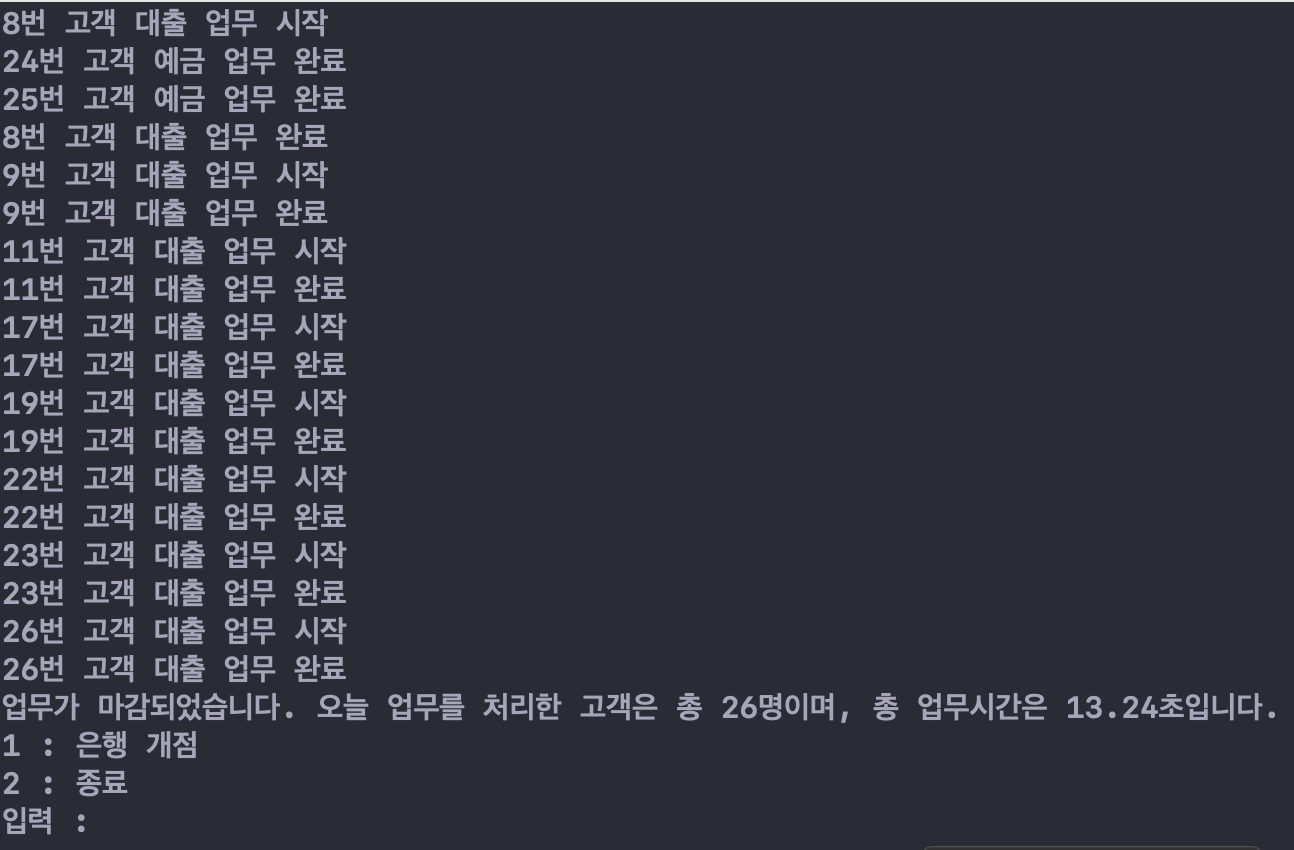 8번 고객 대출 업무 시작
24번 고객 예금 업무 완료
25번 고객 예금 업무 완료
8번 고객 대출 업무 완료
9번 고객 대출 업무 시작
9번 고객 대출 업무 완료
11번 고객 대출 업무 시작
11번 고객 대출 업무 완료
17번 고객 대출 업무 시작
17번 고객 대출 업무 완료
19번 고객 대출 업무 시작
19번 고객 대출 업무 완료
22번 고객 대출 업무 시작
22번 고객 대출 업무 완료
23번 고객 대출 업무 시작
23번 고객 대출 업무 완료
26번 고객 대출 업무 시작
26번 고객 대출 업무 완료
업무가 마감되었습니다. 오늘 업무를 처리한 고객은 총 26명이며, 총 업무시간은 13.24초입니다.
1 : 은행 개점
2 : 종료
입력 :